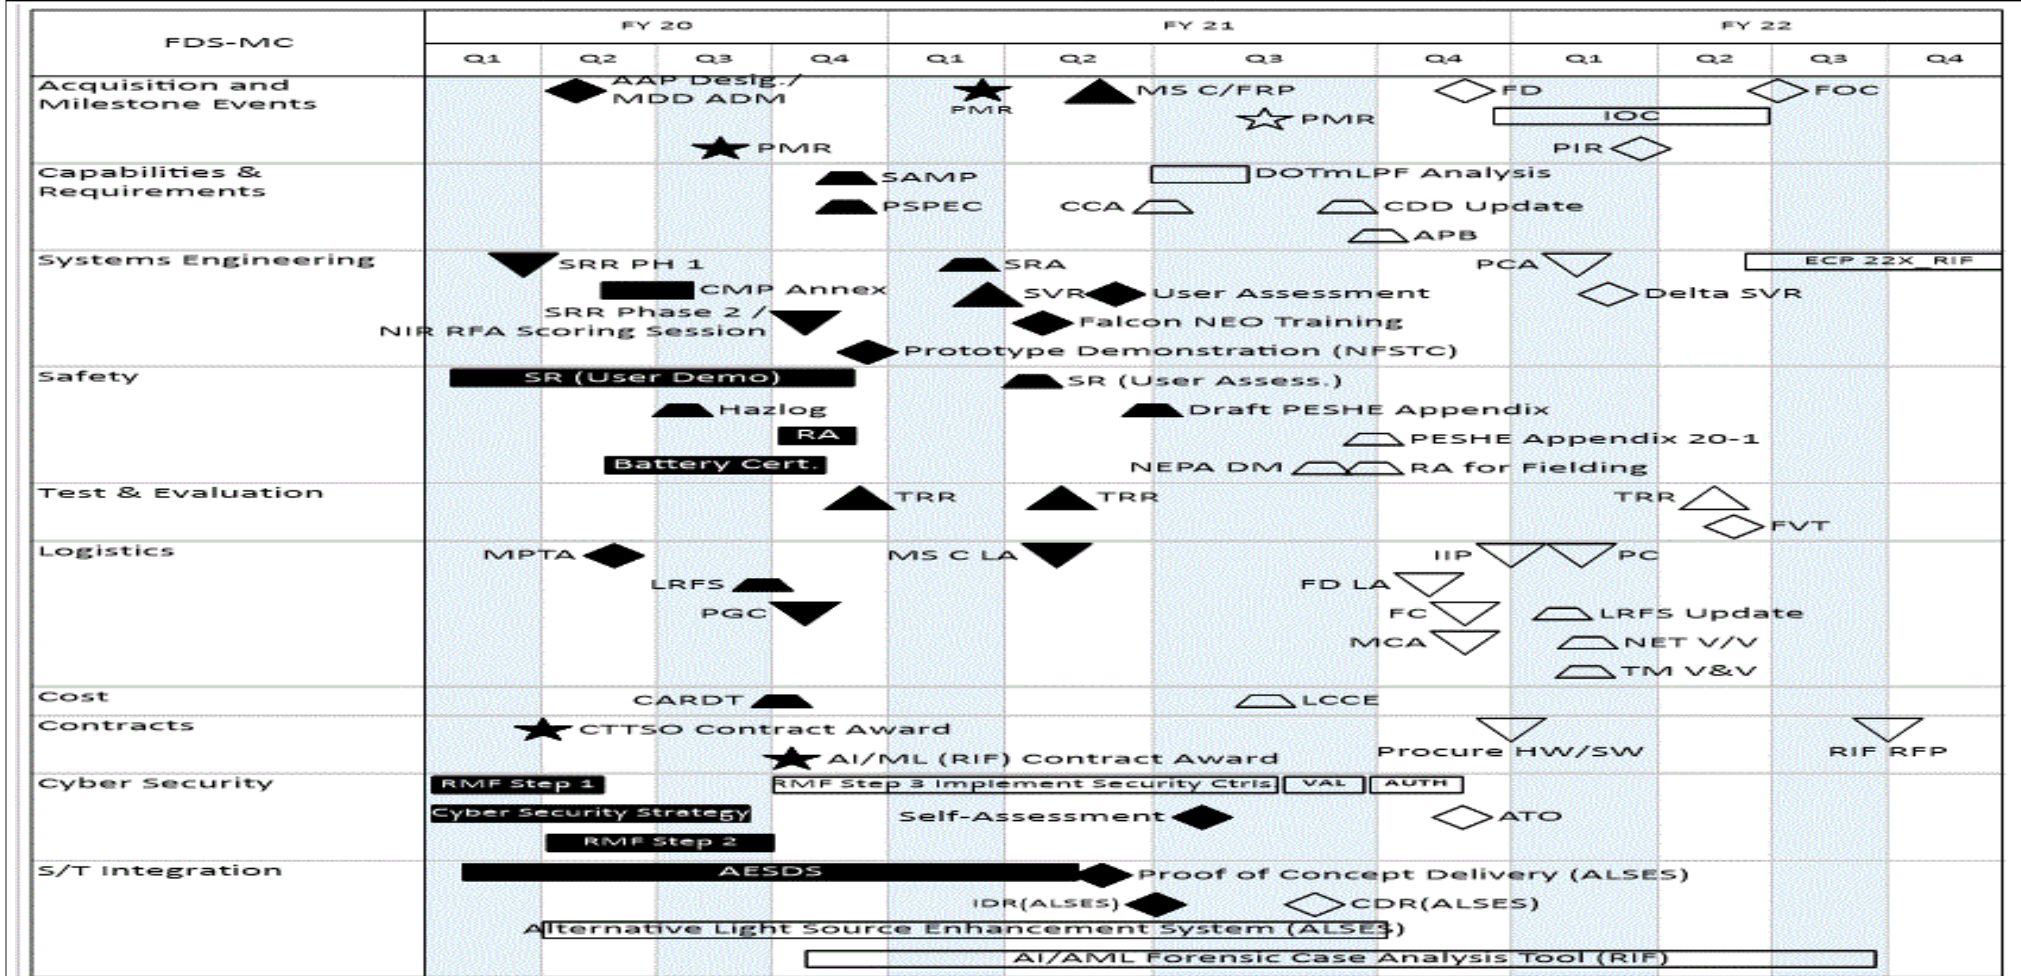 FDS-MC
FY 20 FY 21 FY 22
Q1 Q2 Q3 Q4 Q1 Q2 Q3 Q4 Q1 Q2 Q3 Q4
Acquisition and
Milestone Events
AAP Desig./
MDD ADM
PMR
MS C/FRP
FD
FOC
PMR
IOC
PMR
PIR
Capabilities &
Requirements
SAMP
DOTmLPF Analysis
PSPEC
CCA
CDD Update
APB
Systems Engineering
SRR PH 1
SRA
PCA
ECP 22X_RIF
CMP Annex
SVR
User Assessment
Delta SVR
SRR Phase 2 /
NIR RFA Scoring Session
Falcon NEO Training
Prototype Demonstration (NFSTC)
Safety
SR (User Demo)
SR (User Assess.)
Hazlog
Draft PESHE Appendix
RA
PESHE Appendix 20-1
Battery Cert.
NEPA DM
RA for Fielding
Test & Evaluation
TRR
TRR
TRR
FVT
Logistics
MPTA
MS C LA
IIP
PC
LRFS
FD LA
PGC
FC
LRFS Update
MCA
NET V/V
TM V&V
Cost
CARDT
LCCE
Contracts
CTTSO Contract Award
AI/ML (RIF) Contract Award
Procure HW/SW
RIF RFP
Cyber Security
RMF Step 1
RMF Step 3 Implement Security Ctrls
VAL
AUTH
Cyber Security Strategy
Self-Assessment
ATO
RMF Step 2
S/T Integration
AESDS
Proof of Concept Delivery (ALSES)
IDR(ALSES)
CDR(ALSES)
Alternative Light Source Enhancement System (ALSES)
AI/AML Forensic Case Analysis Tool (RIF)